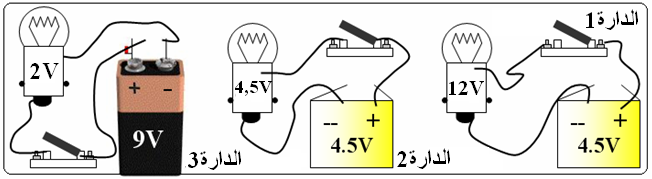 الدارة1
12V
-- +
4.5V
الدارة2
4,5V
-- +
4.5V
الدارة3
2V
+ –
9V